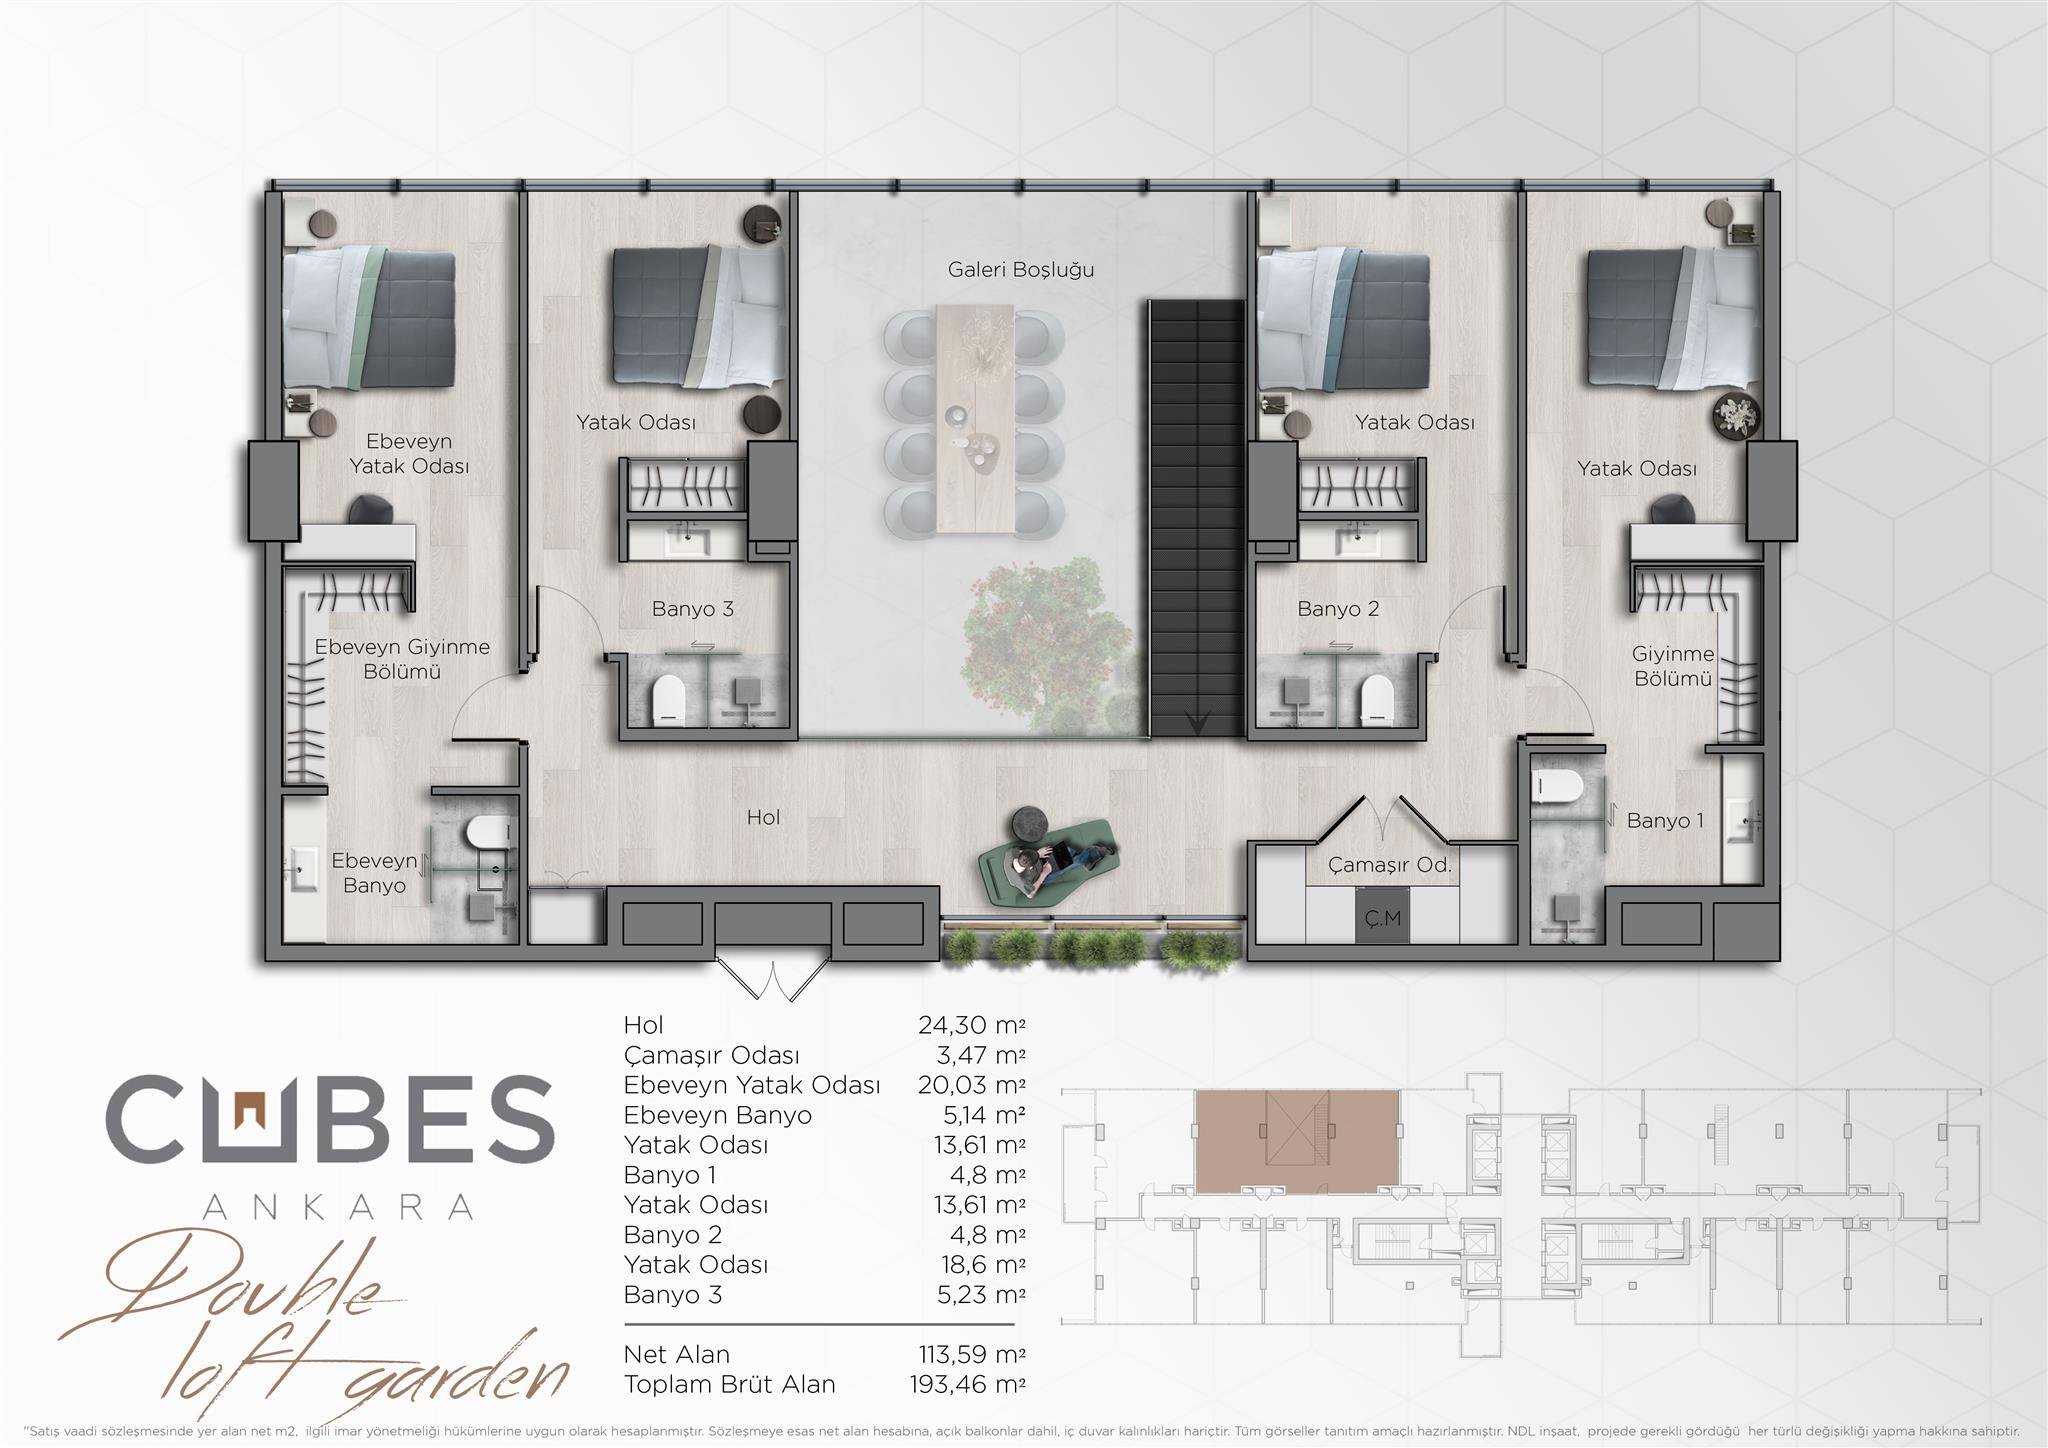 Galeri Boşluğu
Yatak Odası
Yatak Odası
Ebeveyn
Yatak Odası
Yatak Odası
Banyo 3
Banyo 2
Ebeveyn Giyinme
Bölümü
Giyinme
Bölümü
Hol
Banyo 1
Ebeveyn
Banyo
Çamaşır Od.
Ç.M
Hol 24,30 m²
Çamaşır Odası 3,47 m²
Ebeveyn Yatak Odası 20,03 m²
Ebeveyn Banyo 5,14 m²
Yatak Odası 13,61 m²
Banyo 1 4,8 m²
Yatak Odası 13,61 m²
Banyo 2 4,8 m²
Yatak Odası 18,6 m²
Banyo 3 5,23 m²
Net Alan 113,59 m²
Toplam Brüt Alan 193,46 m²
CUBES
ANKARA
Double
loft garden
"Satış vaadi sözleşmesinde yer alan net m2, ilgili imar yönetmeliği hükümlerine uygun olarak hesaplanmıştır. Sözleşmeye esas net alan hesabına, açık balkonlar dahil, iç duvar kalınlıkları hariçtir. Tüm görseller tanıtım amaçlı hazırlanmıştır. NDL inşaat, projede gerekli gördüğü her türlü değişikliği yapma hakkına sahiptir.